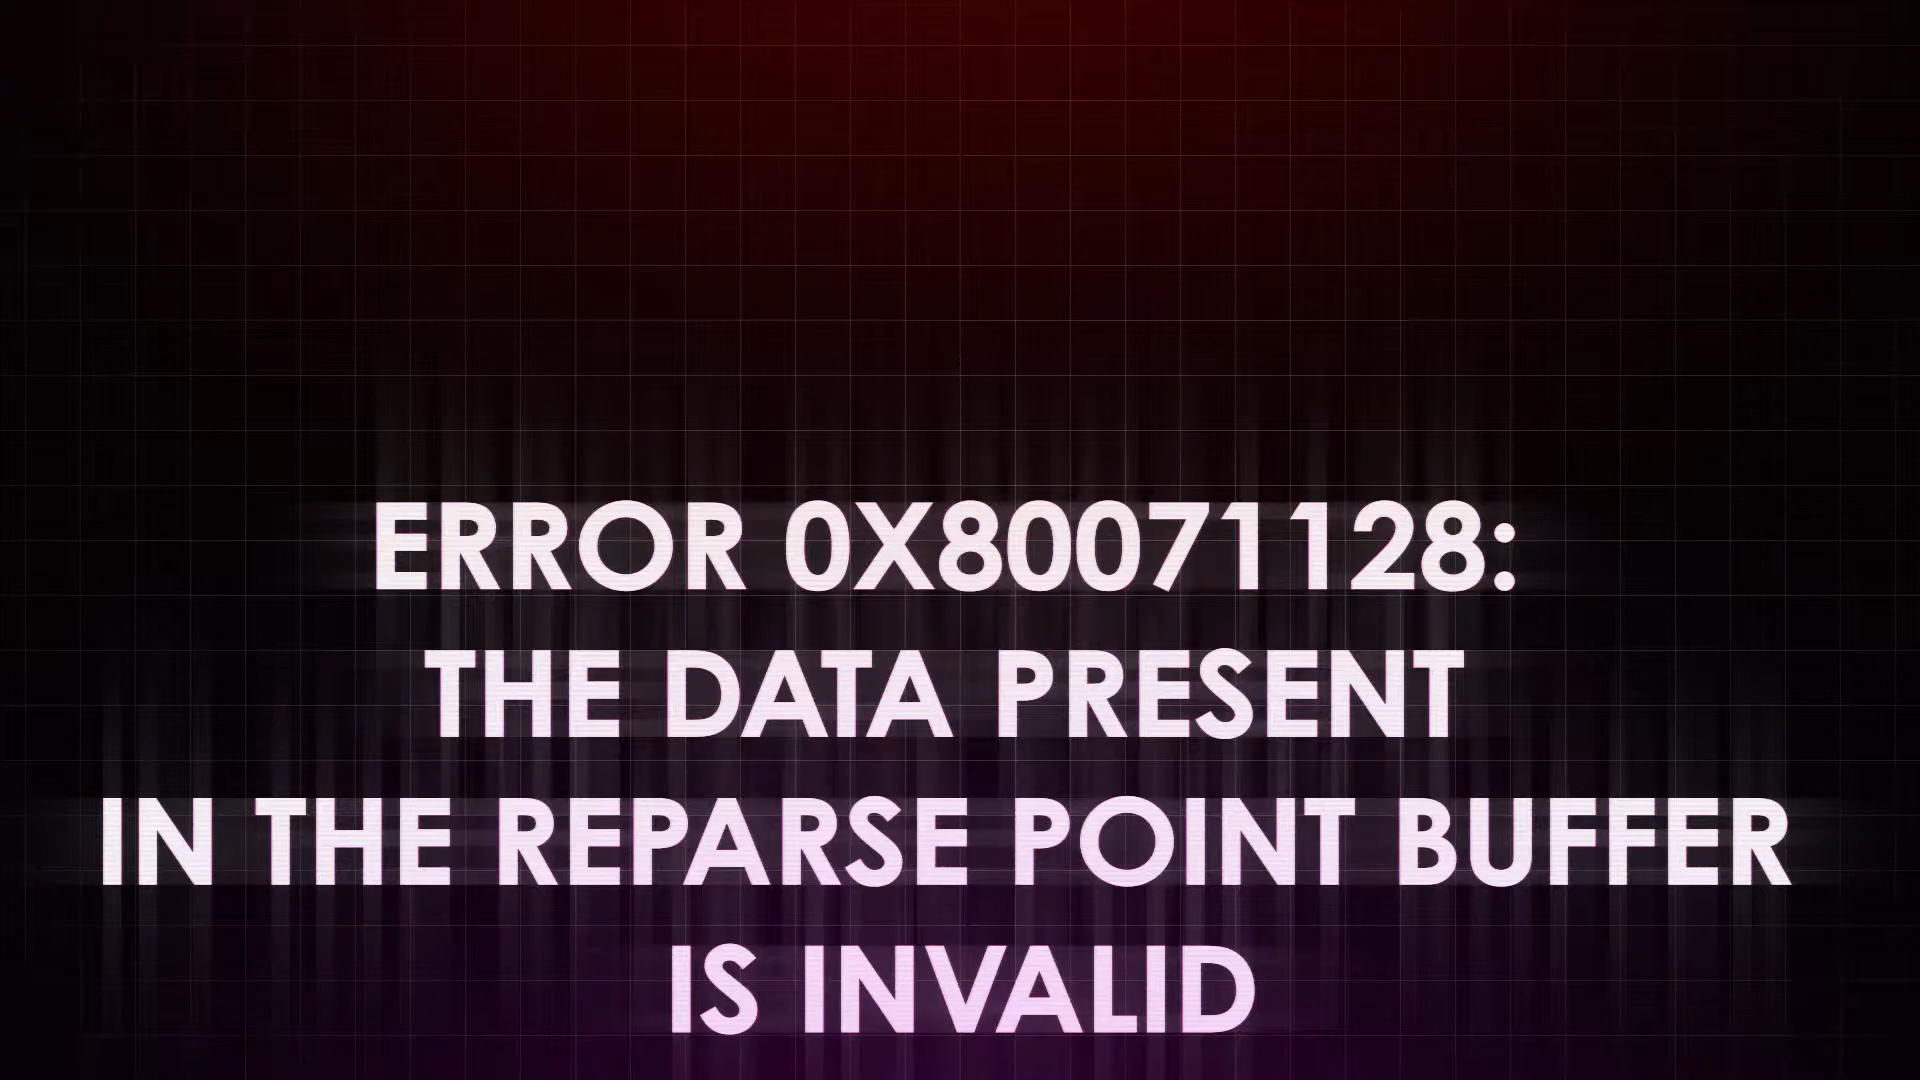 ERROR 0X80071128:
THE DATA PRESENT
IN THE REPARSE POINT BUFFER
IS INVALID